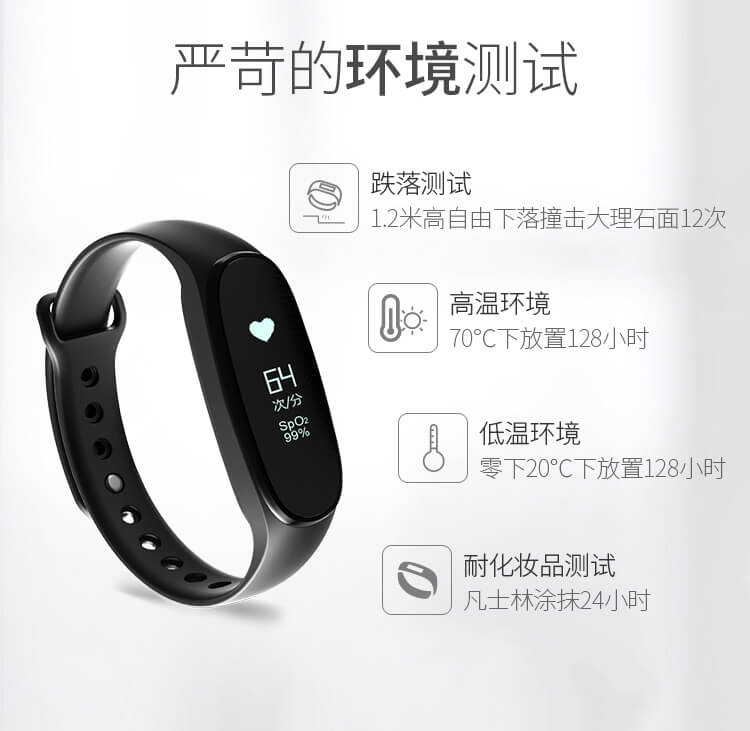 严苛的环境测试
跌落测试
1.2米高自由下落撞击大理石面12次
高温环境
70°C下放置128小时
64
次/分
SpO₂
99%
低温环境
零下20°C下放置128小时
耐化妆品测试
凡士林涂抹24小时